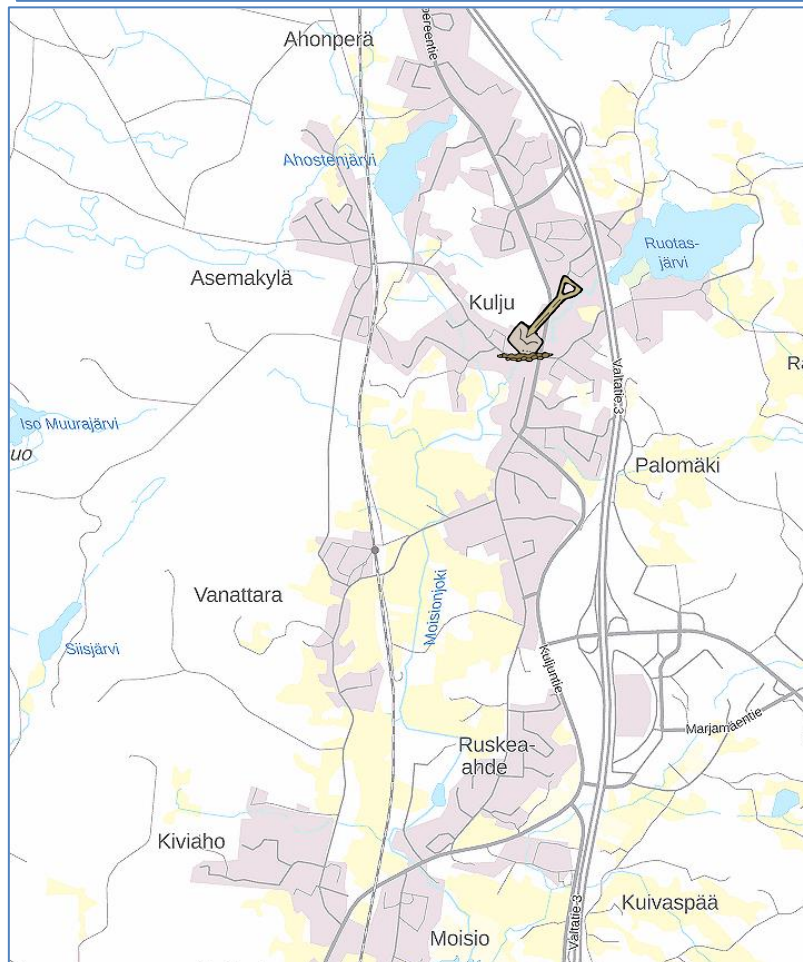 Ahonperä
Ahostenjärvi
Ruotas-
järvi
Asemakylä
Kulju
Valtatie 3
Iso Muurajärvi
uo
Palomäki
Vanattara
Moisionjoki
Siisjärvi
Kuljuntie
Marjamäentie
Ruskea-
ahde
Kiviaho
Kuivaspää
Valtatie 3
Moisio